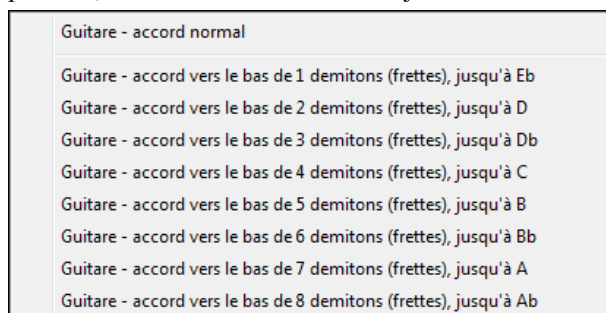 Guitare - accord normal
Guitare - accord vers le bas de 1 demitons (frettes), jusqu'à Eb
Guitare - accord vers le bas de 2 demitons (frettes), jusqu'à D
Guitare - accord vers le bas de 3 demitons (frettes), jusqu'à Db
Guitare - accord vers le bas de 4 demitons (frettes), jusqu'à C
Guitare - accord vers le bas de 5 demitons (frettes), jusqu'à B
Guitare - accord vers le bas de 6 demitons (frettes), jusqu'à Bb
Guitare - accord vers le bas de 7 demitons (frettes), jusqu'à A
Guitare - accord vers le bas de 8 demitons (frettes), jusqu'à Ab